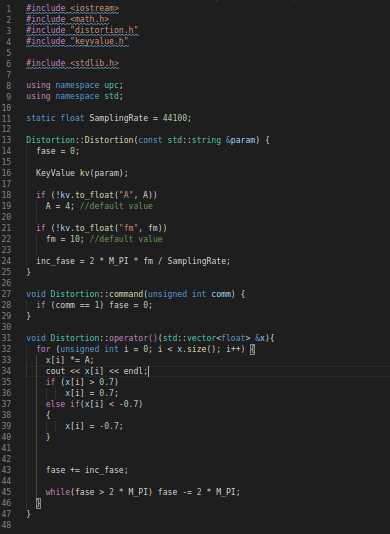 1 #include <iostream>
2 #include <math.h>
3 #include "distortion.h"
4 #include "keyvalue.h"
5
6 #include <stdlib.h>
7
8 using namespace upc;
9 using namespace std;
10
11 static float SamplingRate = 44100;
12
13 Distortion::Distortion(const std::string &param) {
14 fase = 0;
15
16 KeyValue kv(param);
17
18 if (!kv.to_float("A", A))
19 A = 4; //default value
20
21 if (!kv.to_float("fm", fm))
22 fm = 10; //default value
23
24 inc_fase = 2 * M_PI * fm / SamplingRate;
25 }
26
27 void Distortion::command(unsigned int comm) {
28 if (comm == 1) fase = 0;
29 }
30
31 void Distortion::operator()(std::vector<float> &x){
32 for (unsigned int i = 0; i < x.size(); i++) {
33 x[i] *= A;
34 cout << x[i] << endl;
35 if (x[i] > 0.7)
36 x[i] = 0.7;
37 else if(x[i] < -0.7)
38 {
39 x[i] = -0.7;
40 }
41
42
43 fase += inc_fase;
44
45 while(fase > 2 * M_PI) fase -= 2 * M_PI;
46 }
47 }
48